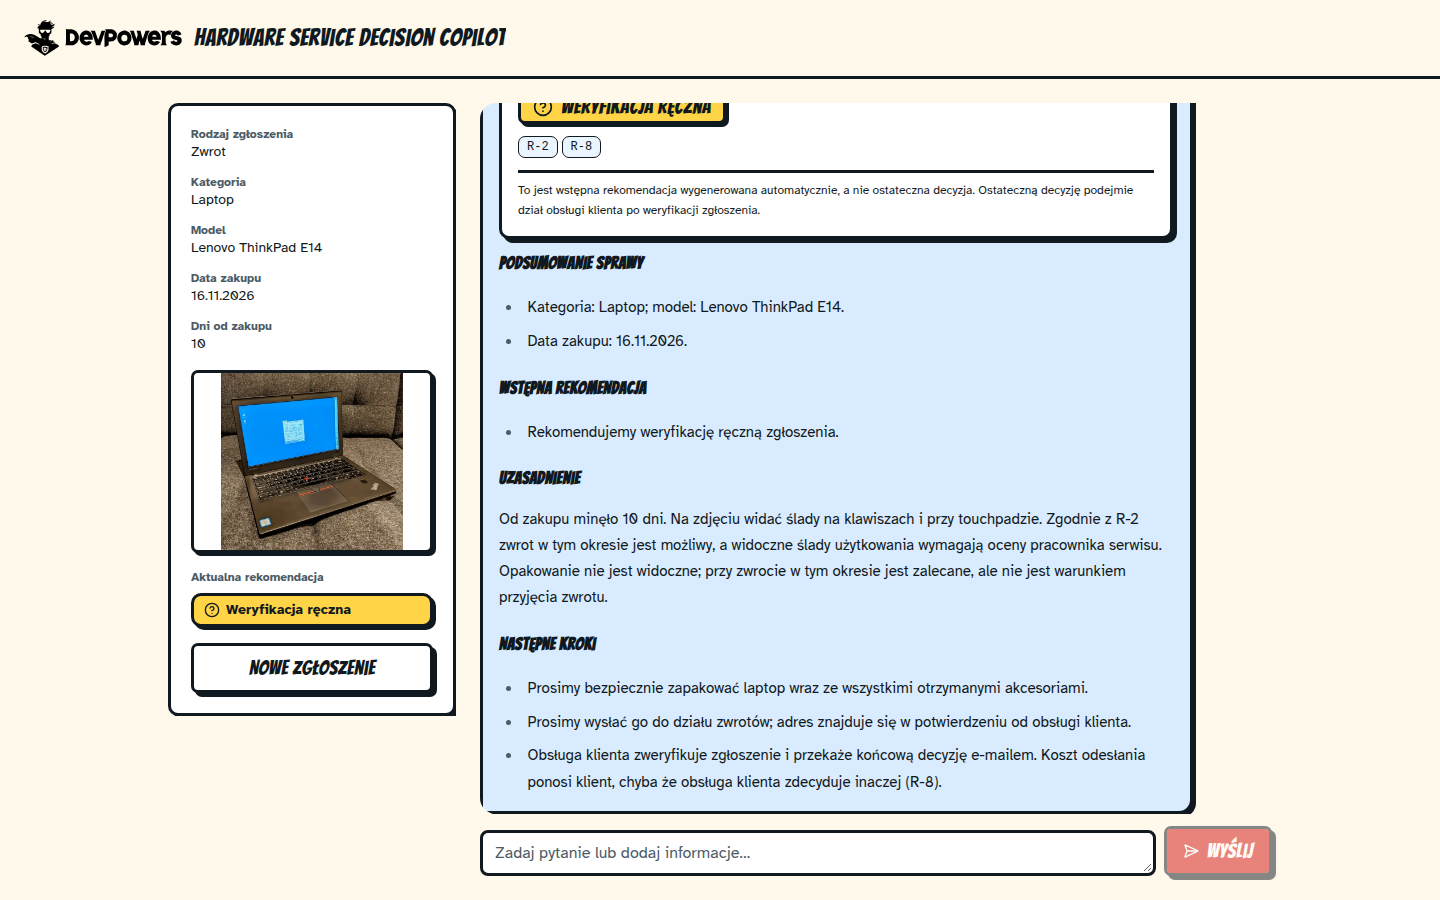 DevPowers HARDWARE SERVICE DECISION COPILOT
Rodzaj zgłoszenia
Zwrot
Kategoria
Laptop
Model
Lenovo ThinkPad E14
Data zakupu
16.11.2026
Dni od zakupu
10
Aktualna rekomendacja
Weryfikacja ręczna
NOWE ZGŁOSZENIE
WERYFIKACJA RĘCZNA
R-2 R-8
To jest wstępna rekomendacja wygenerowana automatycznie, a nie ostateczna decyzja. Ostateczną decyzję podejmie
dział obsługi klienta po weryfikacji zgłoszenia.
PODSUMOWANIE SPRAWY
Kategoria: Laptop; model: Lenovo ThinkPad E14.
Data zakupu: 16.11.2026.
WSTĘPNA REKOMENDACJA
Rekomendujemy weryfikację ręczną zgłoszenia.
UZASADNIENIE
Od zakupu minęło 10 dni. Na zdjęciu widać ślady na klawiszach i przy touchpadzie. Zgodnie z R-2
zwrot w tym okresie jest możliwy, a widoczne ślady użytkowania wymagają oceny pracownika serwisu.
Opakowanie nie jest widoczne; przy zwrocie w tym okresie jest zalecane, ale nie jest warunkiem
przyjęcia zwrotu.
NASTĘPNE KROKI
Prosimy bezpiecznie zapakować laptop wraz ze wszystkimi otrzymanymi akcesoriami.
Prosimy wysłać go do działu zwrotów; adres znajduje się w potwierdzeniu od obsługi klienta.
Obsługa klienta zweryfikuje zgłoszenie i przekaże końcową decyzję e-mailem. Koszt odesłania
ponosi klient, chyba że obsługa klienta zdecyduje inaczej (R-8).
Zadaj pytanie lub dodaj informacje...
WYŚLIJ